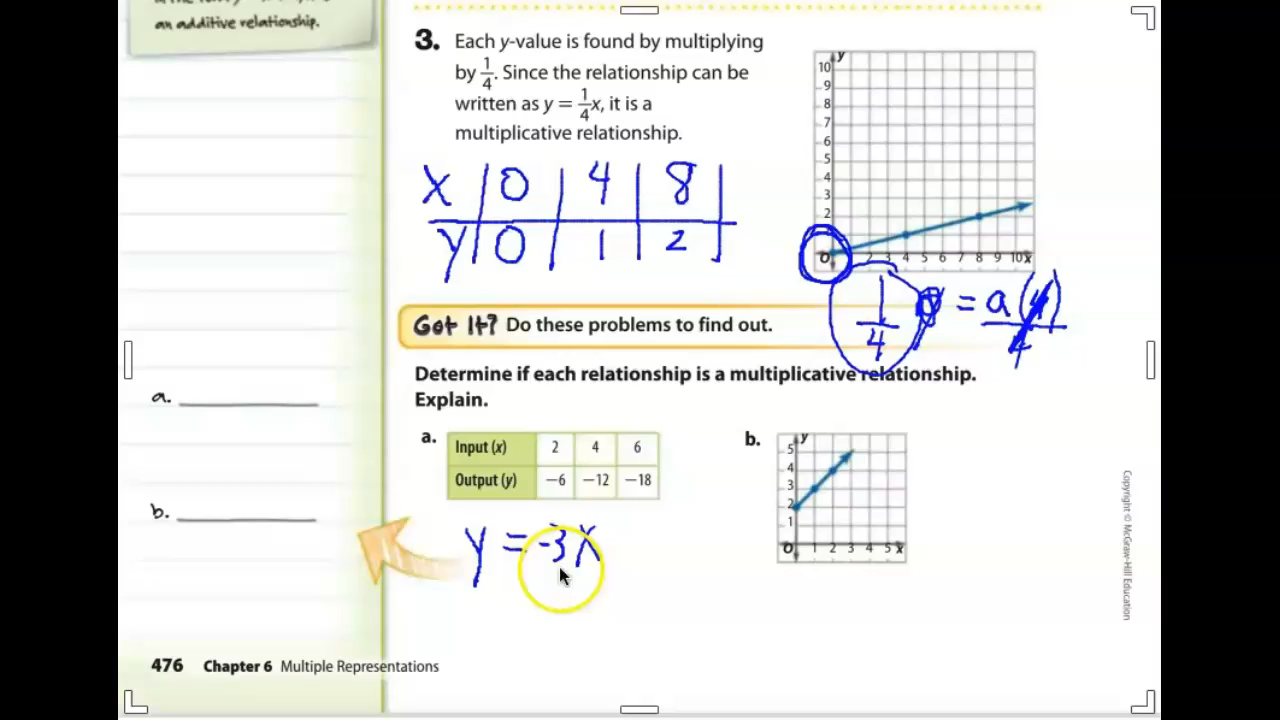 an additive relationship.
3. Each y-value is found by multiplying
by 1/4. Since the relationship can be
written as y = 1/4x, it is a
multiplicative relationship.
y
10
9
8
7
6
5
4
3
2
O 2 3 4 5 6 7 8 9 10 x
X 0 4 8
y 0 1 2
1/4 = a(4)/4
Got It? Do these problems to find out.
Determine if each relationship is a multiplicative relationship.
Explain.
a.
b.
a. Input (x) 2 4 6
Output (y) −6 −12 −18
y = -3x
b.
y
5
4
3
2
1
O 1 2 3 4 5 x
Copyright © McGraw-Hill Education
476 Chapter 6 Multiple Representations